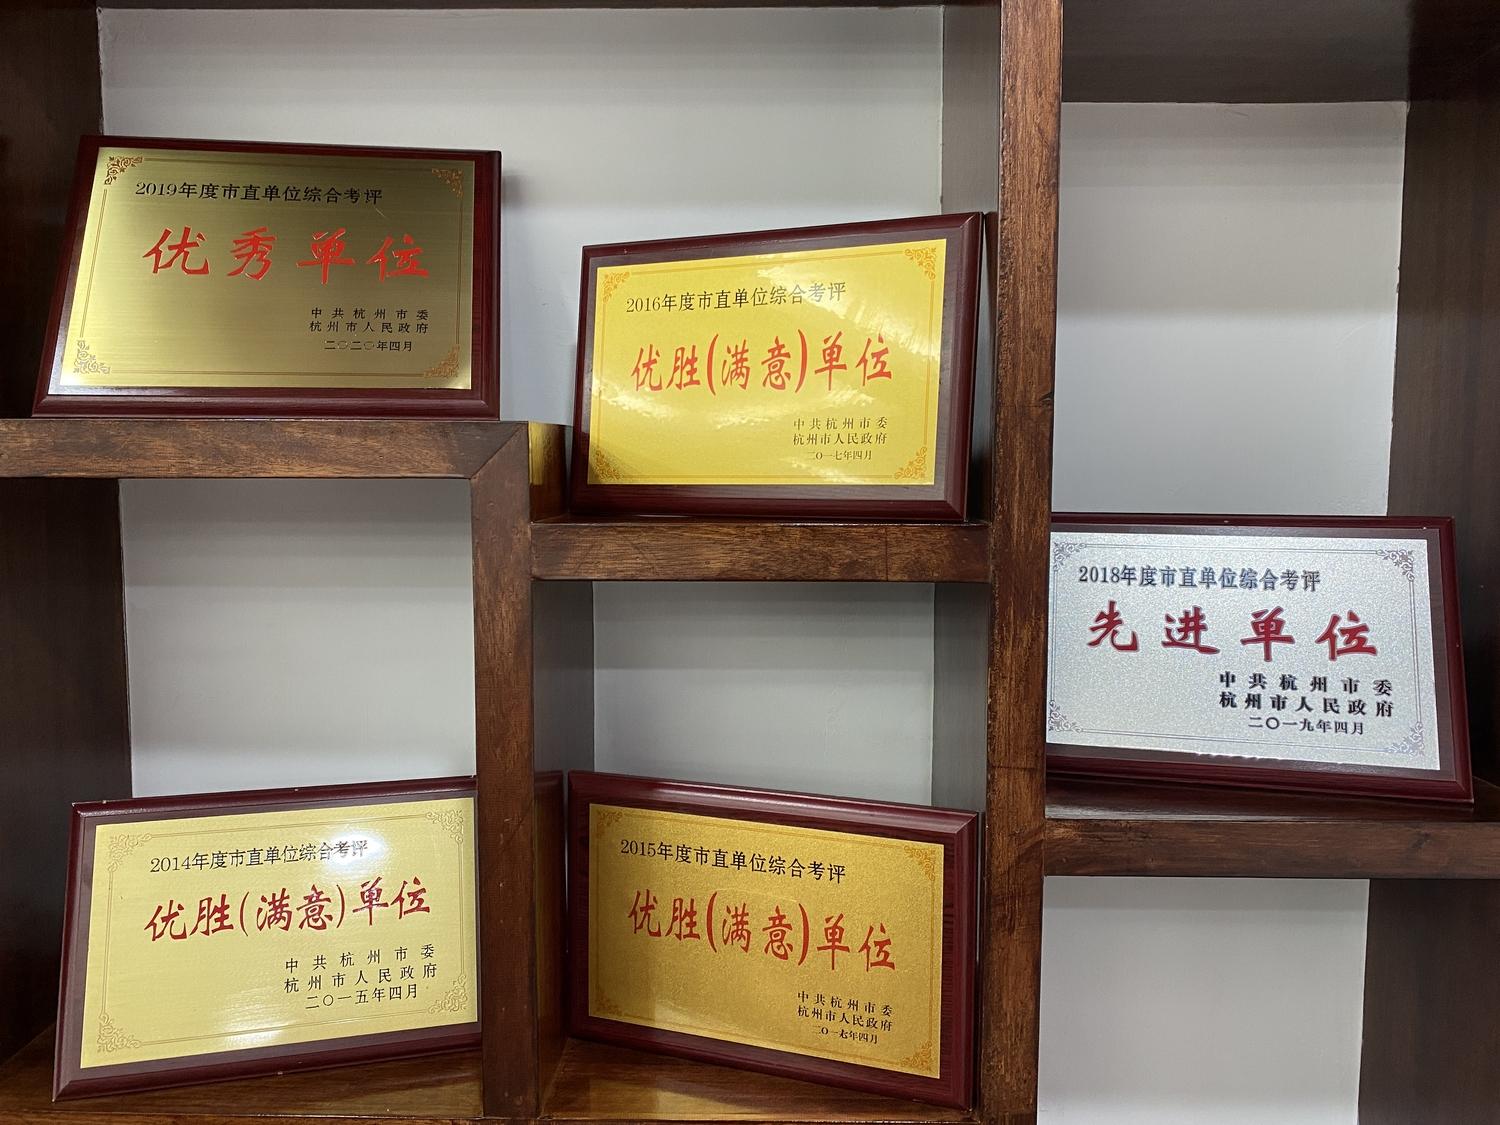 2019年度市直单位综合考评
优秀单位
中共杭州市委
杭州市人民政府
二〇二〇年四月
2016年度市直单位综合考评
优胜(满意)单位
中共杭州市委
杭州市人民政府
二〇一七年四月
2018年度市直单位综合考评
先进单位
中共杭州市委
杭州市人民政府
二〇一九年四月
2014年度市直单位综合考评
优胜(满意)单位
中共杭州市委
杭州市人民政府
二〇一五年四月
2015年度市直单位综合考评
优胜(满意)单位
中共杭州市委
杭州市人民政府
二〇一七年四月